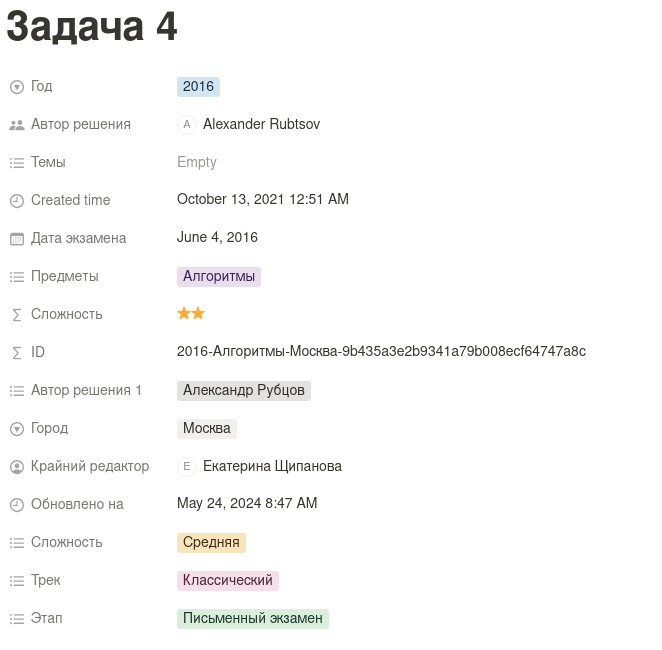 Задача 4
Год 2016
Автор решения A Alexander Rubtsov
Темы Empty
Created time October 13, 2021 12:51 AM
Дата экзамена June 4, 2016
Предметы Алгоритмы
Сложность ⭐⭐
ID 2016-Алгоритмы-Москва-9b435a3e2b9341a79b008ecf64747a8c
Автор решения 1 Александр Рубцов
Город Москва
Крайний редактор E Екатерина Щипанова
Обновлено на May 24, 2024 8:47 AM
Сложность Средняя
Трек Классический
Этап Письменный экзамен